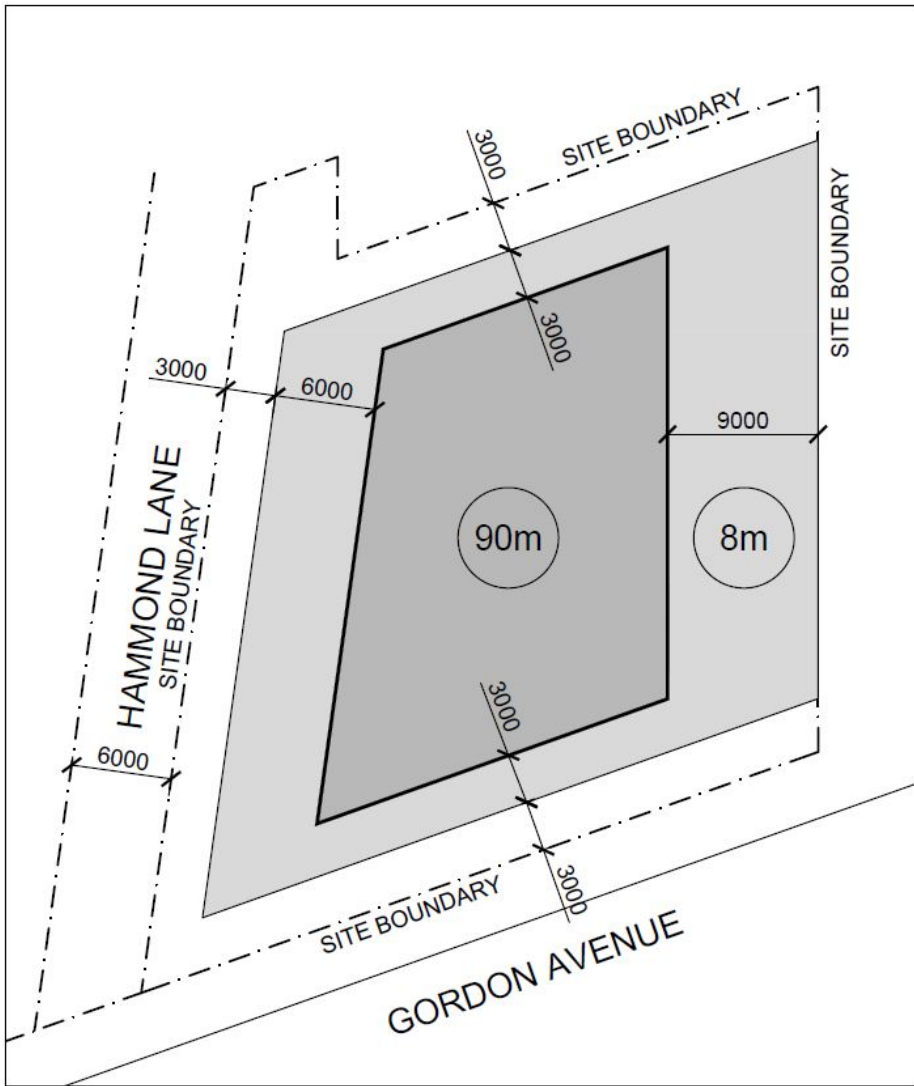 3000
SITE BOUNDARY
SITE BOUNDARY
3000
3000
6000
9000
HAMMOND LANE
SITE BOUNDARY
90m
8m
3000
6000
3000
SITE BOUNDARY
GORDON AVENUE